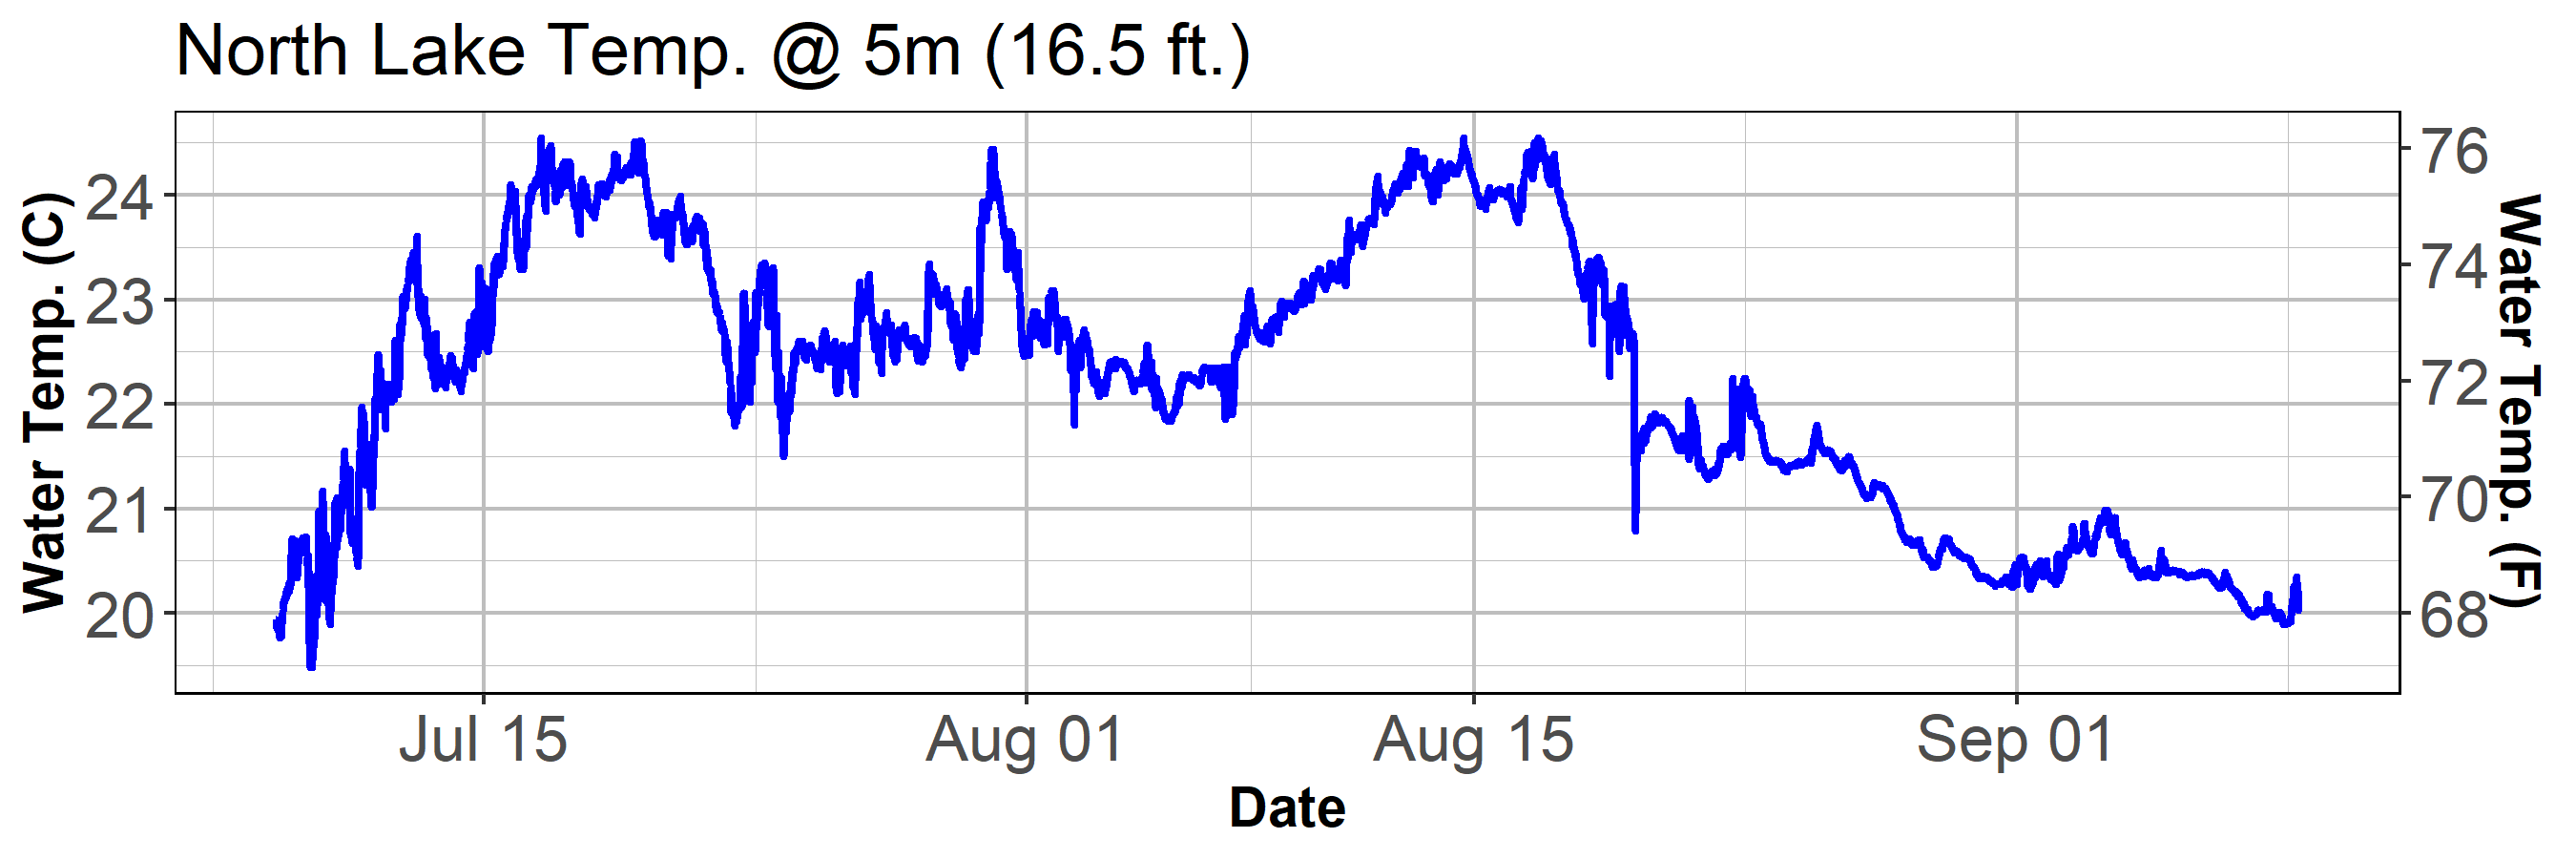 North Lake Temp. @ 5m (16.5 ft.)
Water Temp. (C)
24
23
22
21
20
76
74
72
70
68
Water Temp. (F)
Jul 15
Aug 01
Aug 15
Sep 01
Date